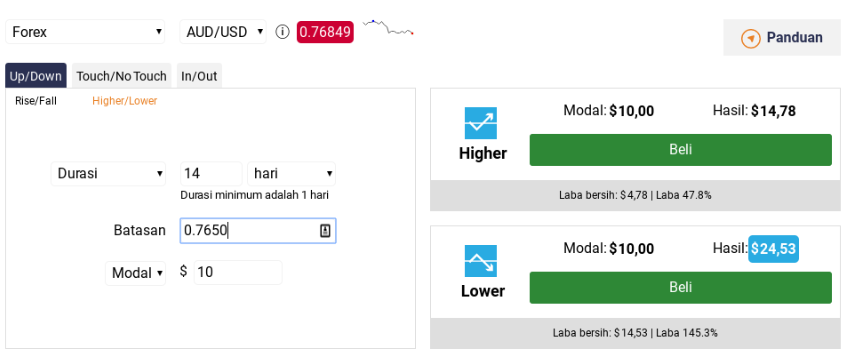 Forex AUD/USD 0.76849 Panduan
Up/Down Touch/No Touch In/Out
Rise/Fall Higher/Lower
Durasi 14 hari
Durasi minimum adalah 1 hari
Batasan 0.7650
Modal $ 10
Modal: $10,00 Hasil: $14,78
Higher Beli
Laba bersih: $4,78 | Laba 47.8%
Modal: $10,00 Hasil: $24,53
Lower Beli
Laba bersih: $14,53 | Laba 145.3%